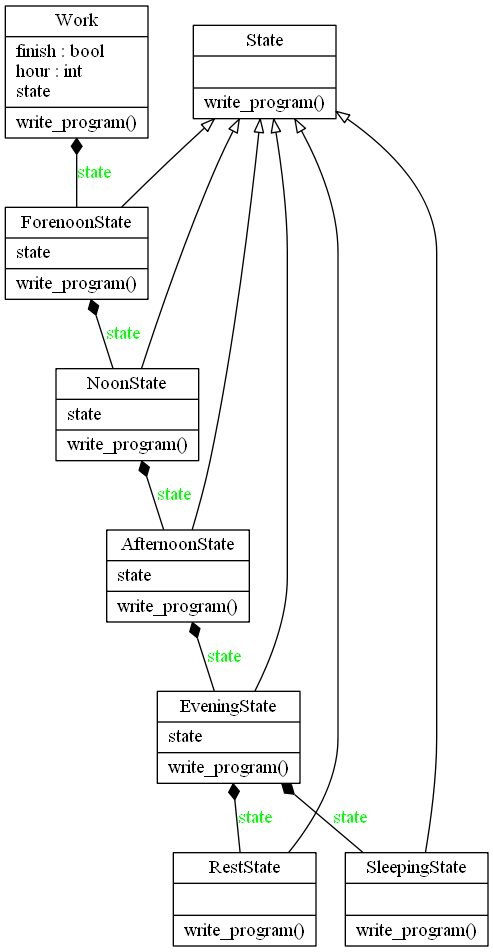 Work
finish : bool
hour : int
state
write_program()
State
write_program()
state
ForenoonState
state
write_program()
state
NoonState
state
write_program()
state
AfternoonState
state
write_program()
state
EveningState
state
write_program()
state
state
RestState
write_program()
SleepingState
write_program()